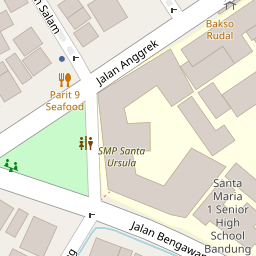 Salam
Bakso
Rudal
Jalan Anggrek
Parit 9
Seafood
SMP Santa
Ursula
Santa
Maria
1 Senior
High
School
Bandung
Jalan Bengawan